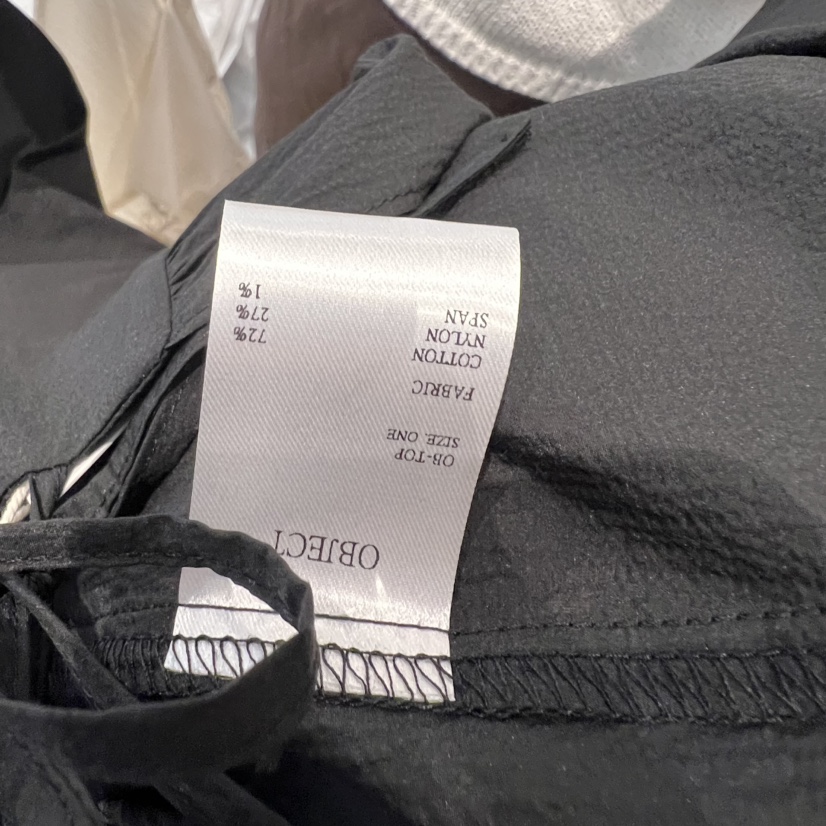 OBJECT
OB-TOP
SIZE. ONE
FABRIC
COTTON 72%
NYLON 27%
SPAN 1%